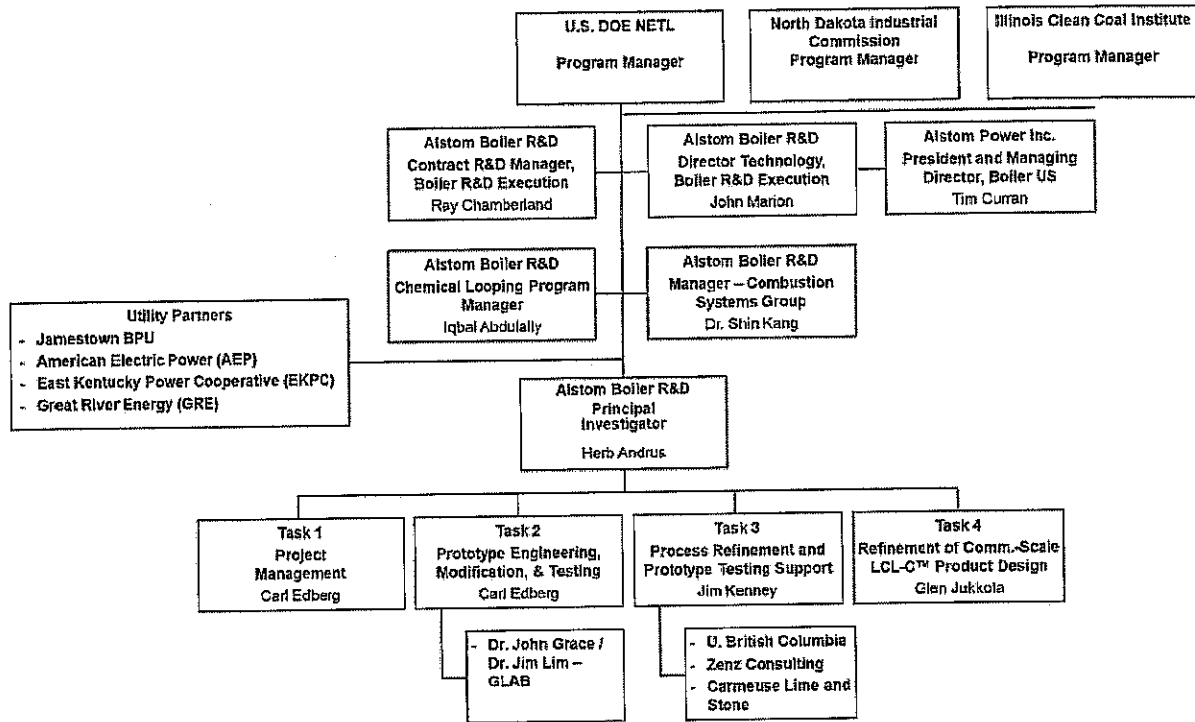 U.S. DOE NETL
Program Manager
North Dakota Industrial
Commission
Program Manager
Illinois Clean Coal Institute
Program Manager
Alstom Boiler R&D
Contract R&D Manager,
Boiler R&D Execution
Ray Chamberland
Alstom Boiler R&D
Director Technology,
Boiler R&D Execution
John Marion
Alstom Power Inc.
President and Managing
Director, Boiler US
Tim Curran
Alstom Boiler R&D
Chemical Looping Program
Manager
Iqbal Abdulally
Alstom Boiler R&D
Manager – Combustion
Systems Group
Dr. Shin Kang
Utility Partners
- Jamestown BPU
- American Electric Power (AEP)
- East Kentucky Power Cooperative (EKPC)
- Great River Energy (GRE)
Alstom Boiler R&D
Principal
Investigator
Herb Andrus
Task 1
Project
Management
Carl Edberg
Task 2
Prototype Engineering,
Modification, & Testing
Carl Edberg
Task 3
Process Refinement and
Prototype Testing Support
Jim Kenney
Task 4
Refinement of Comm.-Scale
LCL-C™ Product Design
Glen Jukkola
- Dr. John Grace /
Dr. Jim Lim –
GLAB
- U. British Columbia
- Zenz Consulting
- Carmeuse Lime and
Stone